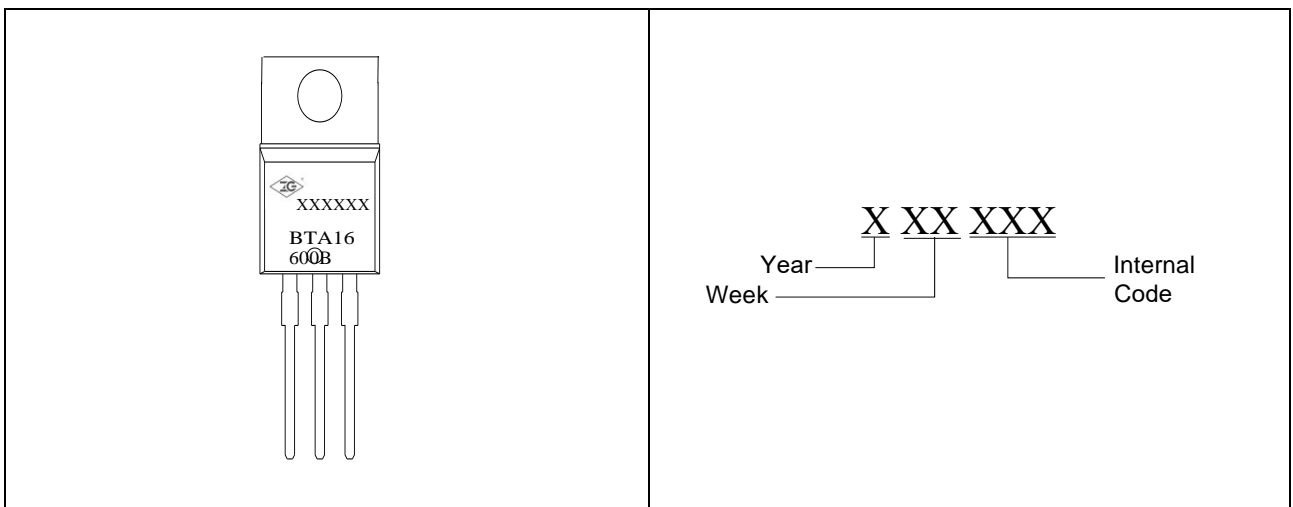 XXXXXX
BTA16
600B
X XX XXX
Year
Week
Internal
Code